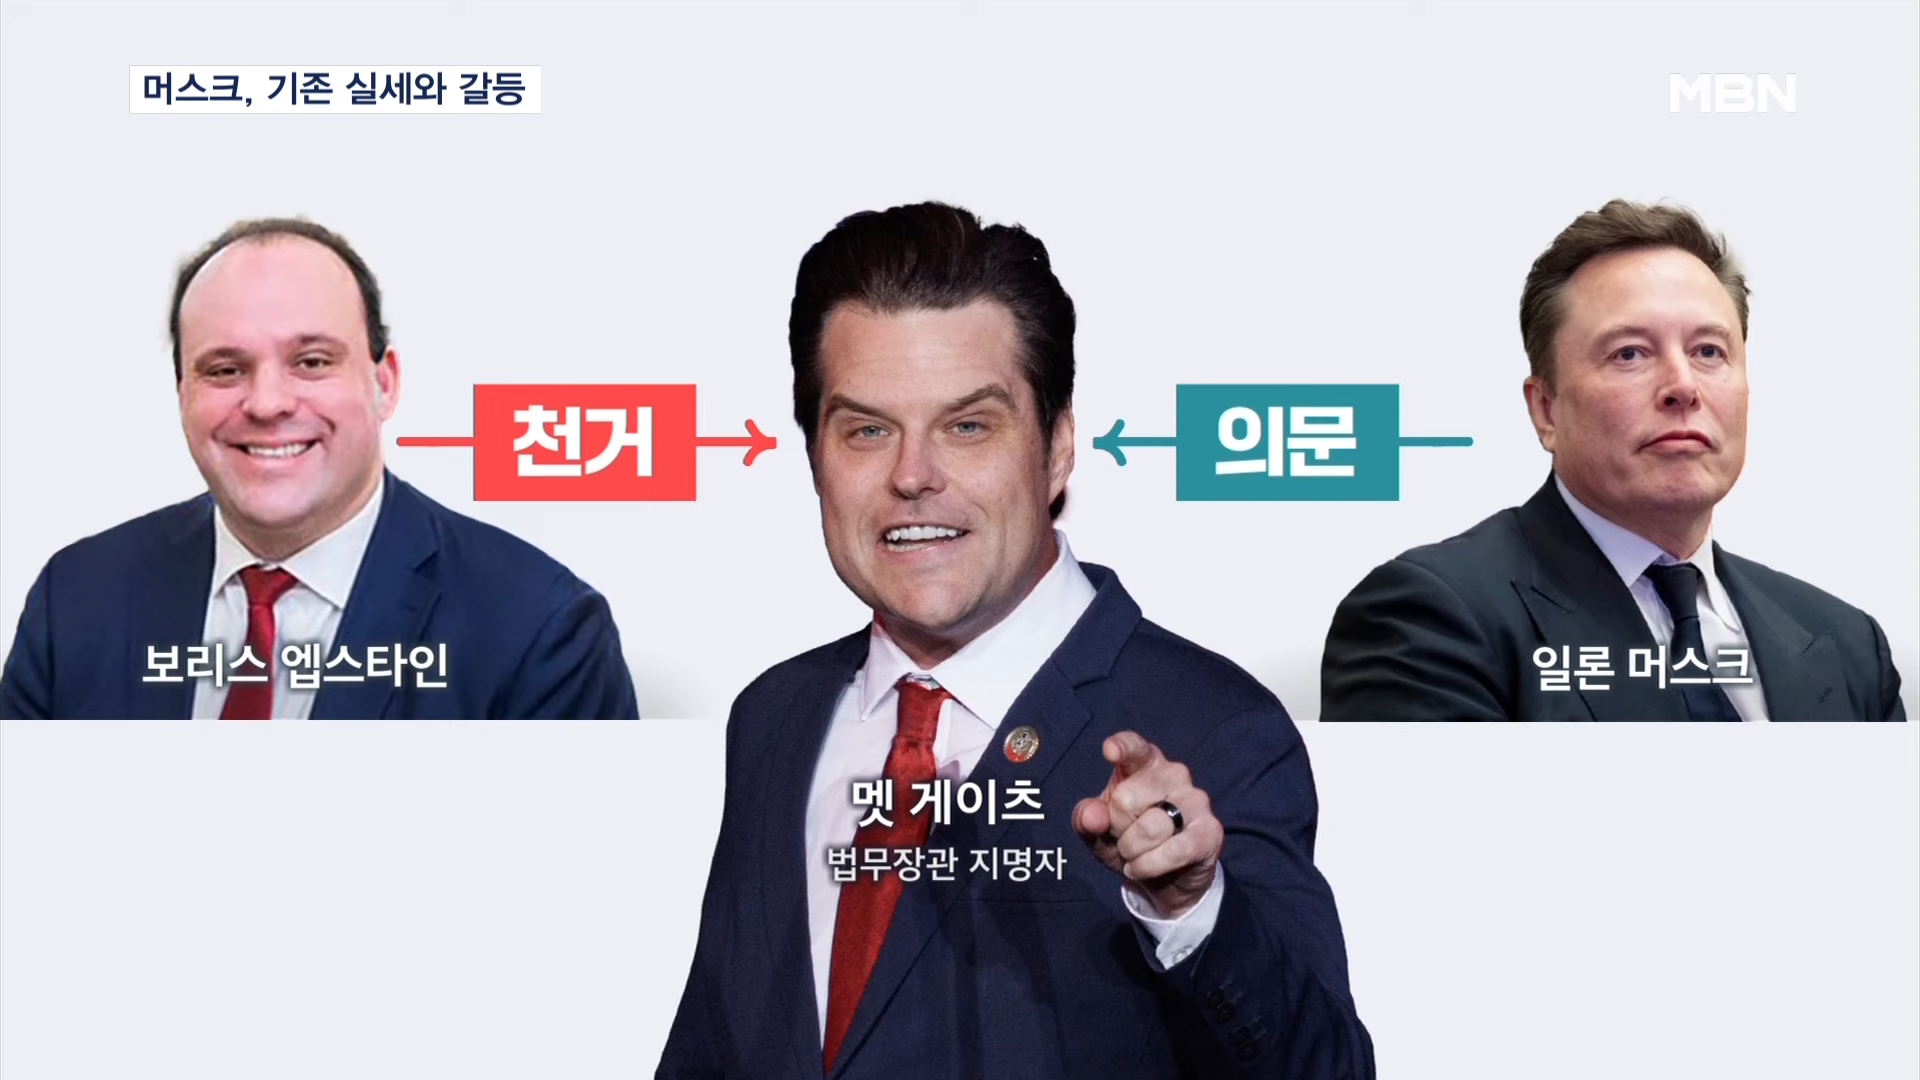 머스크, 기존 실세와 갈등
MBN
천거
의문
보리스 엡스타인
일론 머스크
멧 게이츠
법무장관 지명자